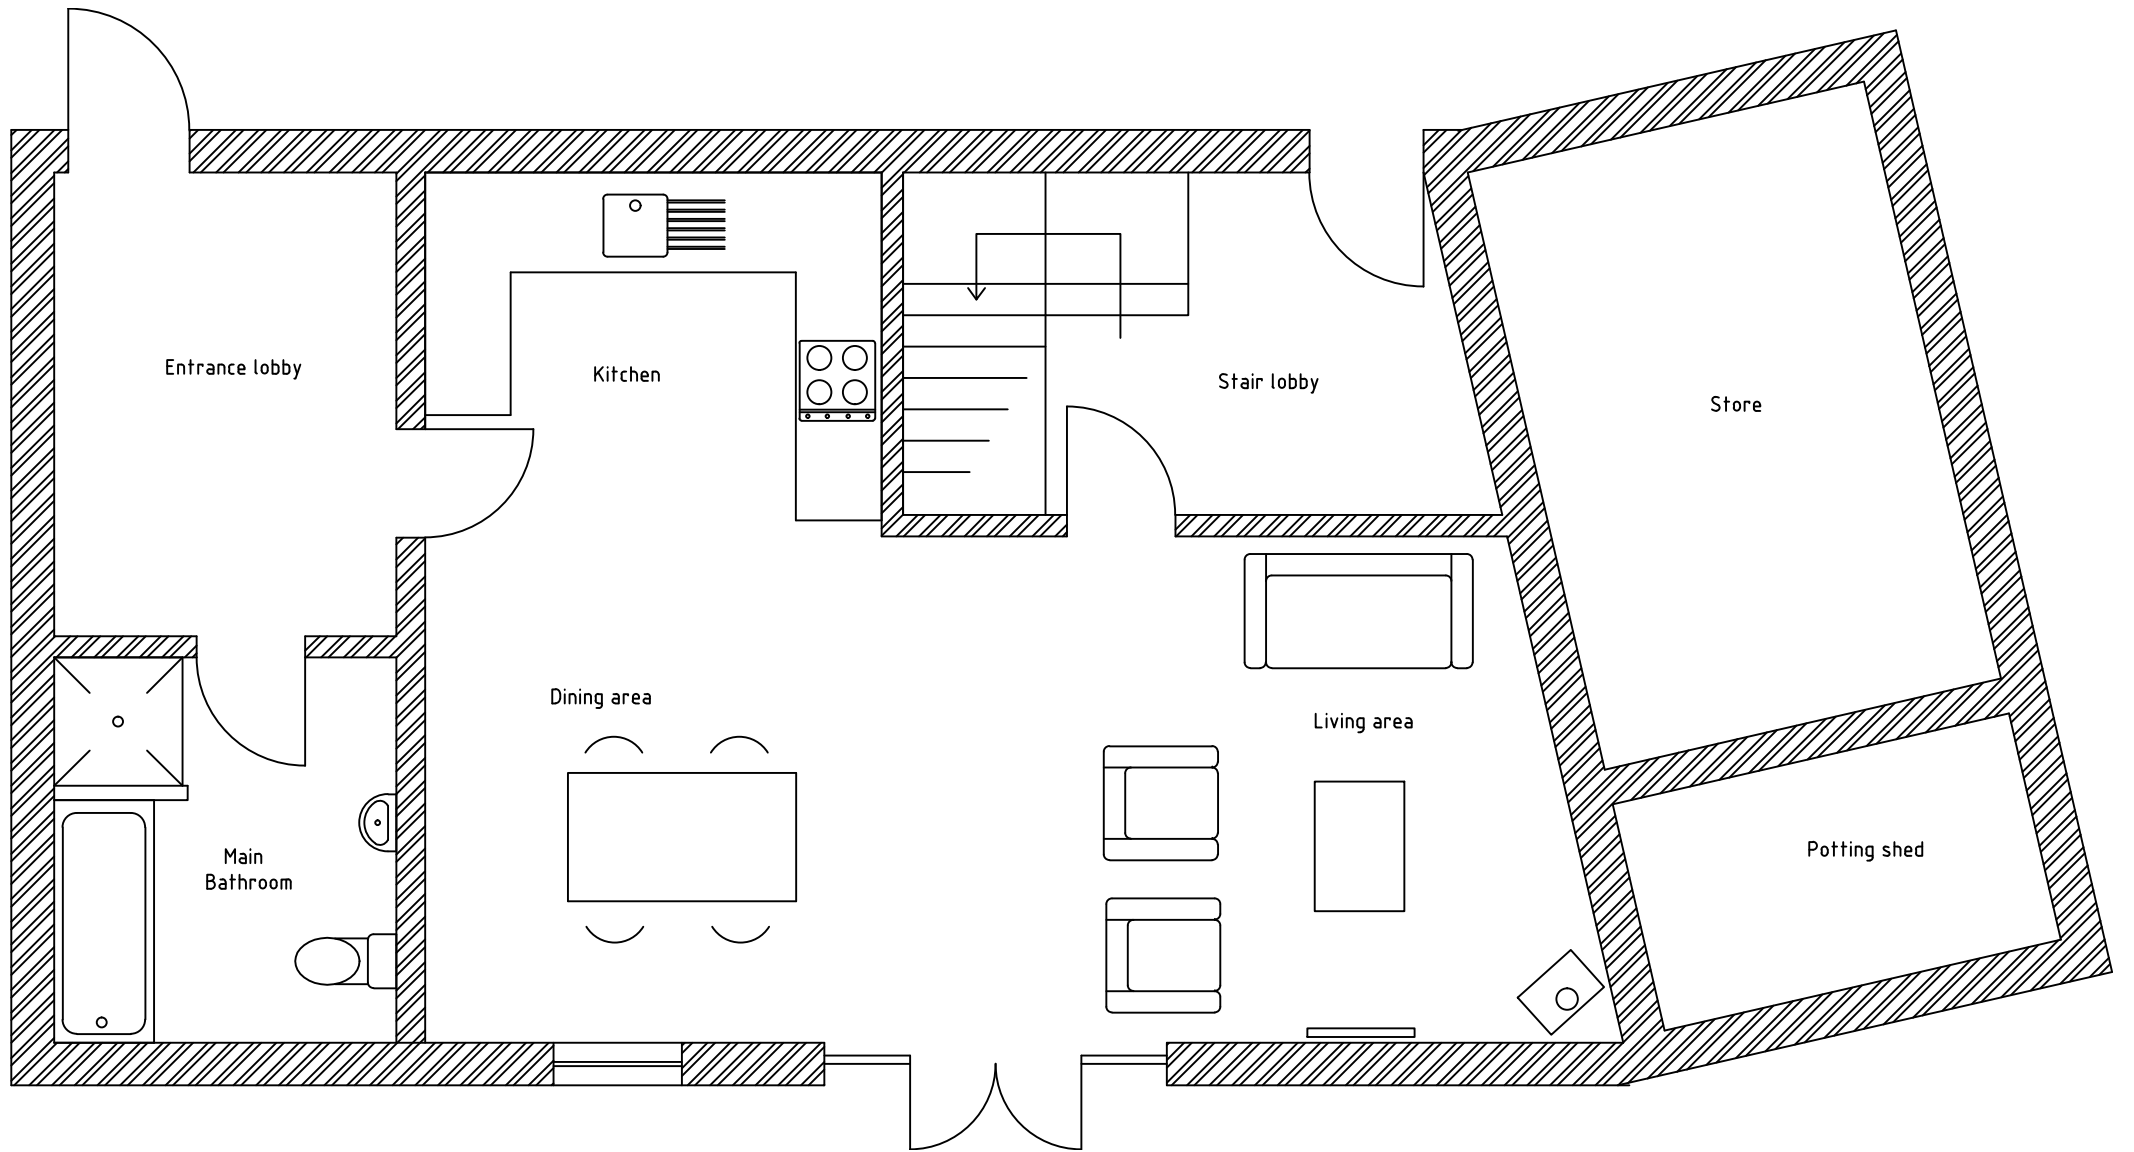 Entrance lobby
Kitchen
Stair lobby
Store
Dining area
Living area
Main
Bathroom
Potting shed